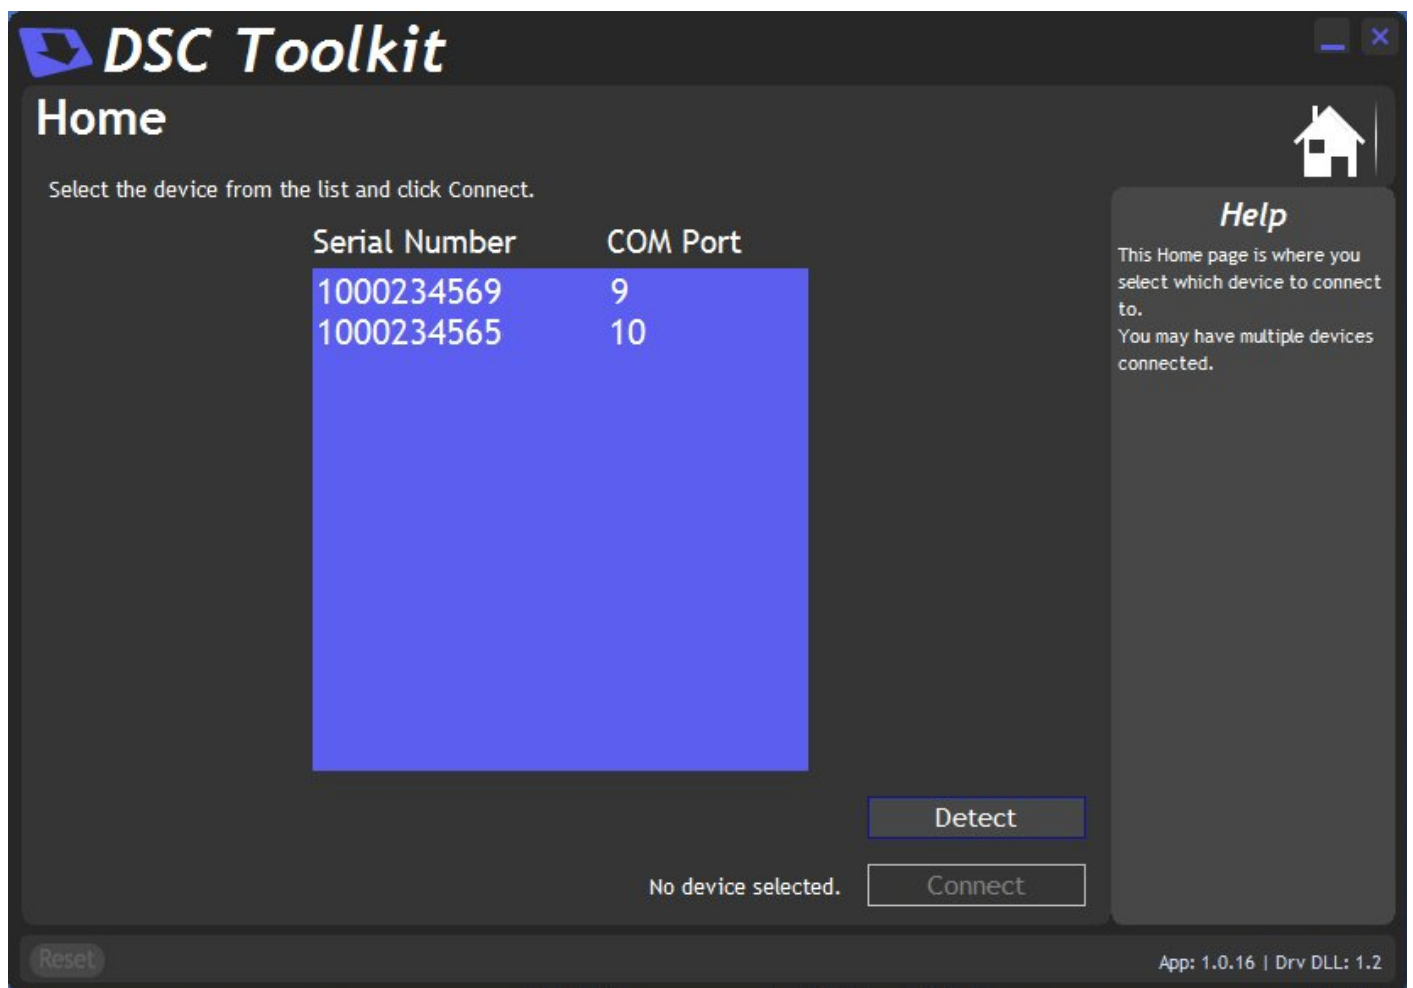 DSC Toolkit
Home
Select the device from the list and click Connect.
Serial Number COM Port
1000234569 9
1000234565 10
Detect
No device selected. Connect
Help
This Home page is where you
select which device to connect
to.
You may have multiple devices
connected.
Reset
App: 1.0.16 | Drv DLL: 1.2